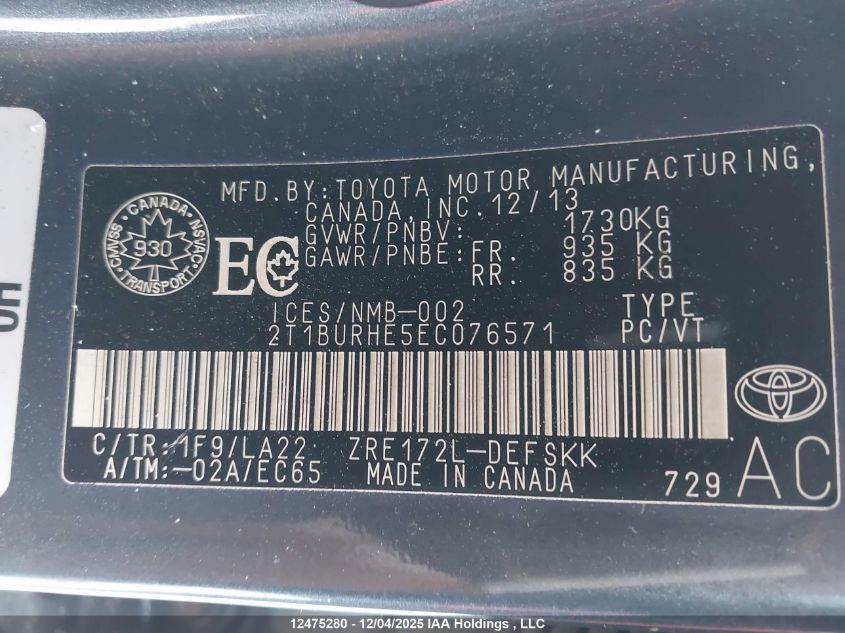 MFD.BY:TOYOTA MOTOR MANUFACTURING,
CANADA,INC.12/13
GVWR/PNBV: 1730KG
GAWR/PNBE:FR. 935 KG
RR. 835 KG
CANADA
CMVSS 930 NSVAC
TRANSPORT
EC
ICES/NMB-002 TYPE
2T1BURHE5EC076571 PC/VT
C/TR:1F9/LA22 ZRE172L-DEFSKK
A/TM:-02A/EC65 MADE IN CANADA 729 AC
12475280 - 12/04/2025 IAA Holdings , LLC